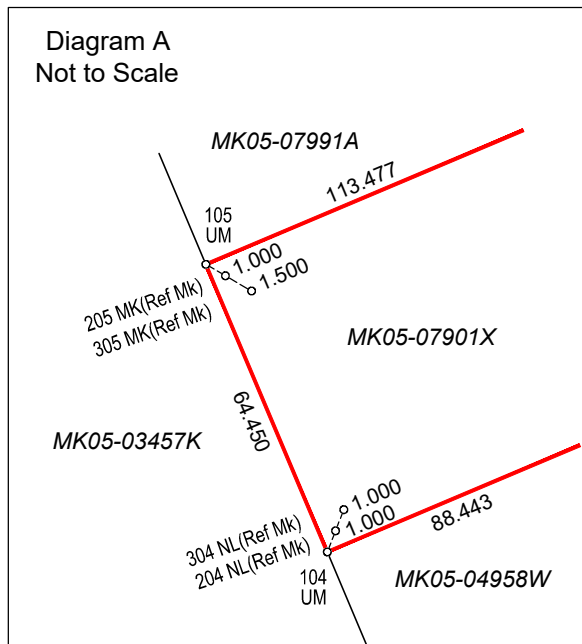 Diagram A
Not to Scale
MK05-07991A
113.477
105
UM
1.000
1.500
205 MK(Ref Mk)
305 MK(Ref Mk)
MK05-07901X
64.450
MK05-03457K
1.000
1.000
304 NL(Ref Mk)
204 NL(Ref Mk)
88.443
104
UM
MK05-04958W